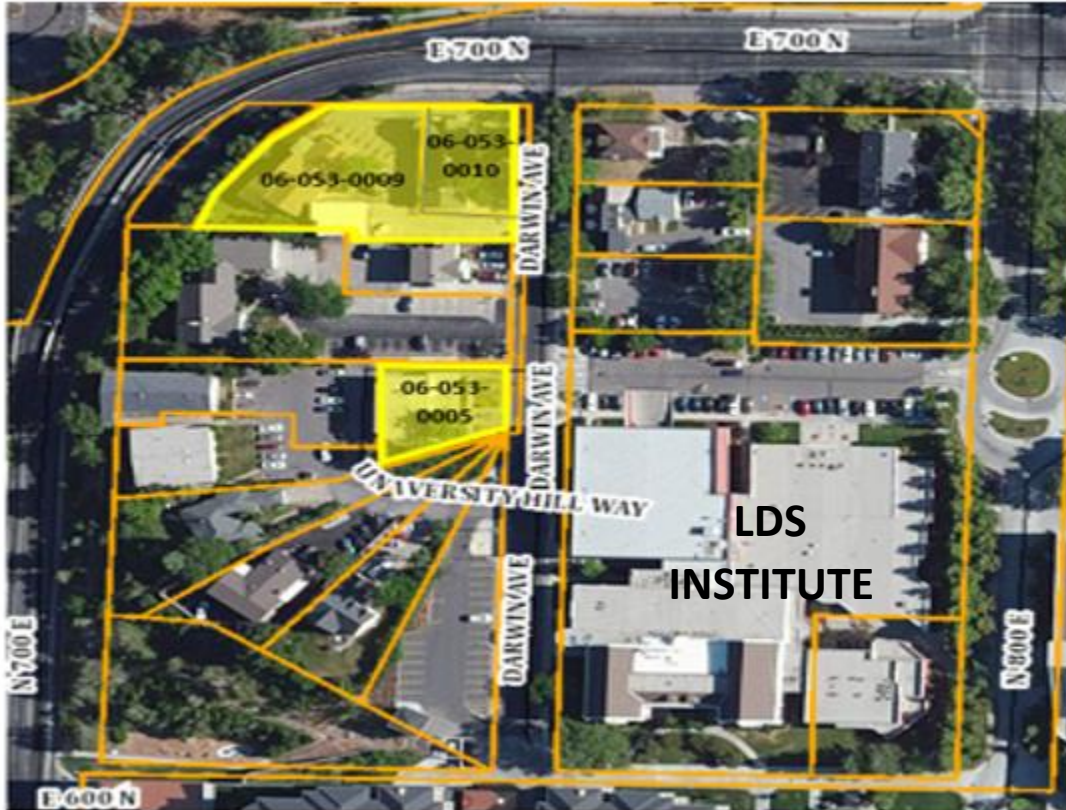 E 700 N
E 700 N
06-053-
0010
06-053-0009
DARWIN AVE
06-053-
0005
DARWIN AVE
UNIVERSITY HILL WAY
LDS
INSTITUTE
DARWIN AVE
N 700 E
N 800 E
E 600 N